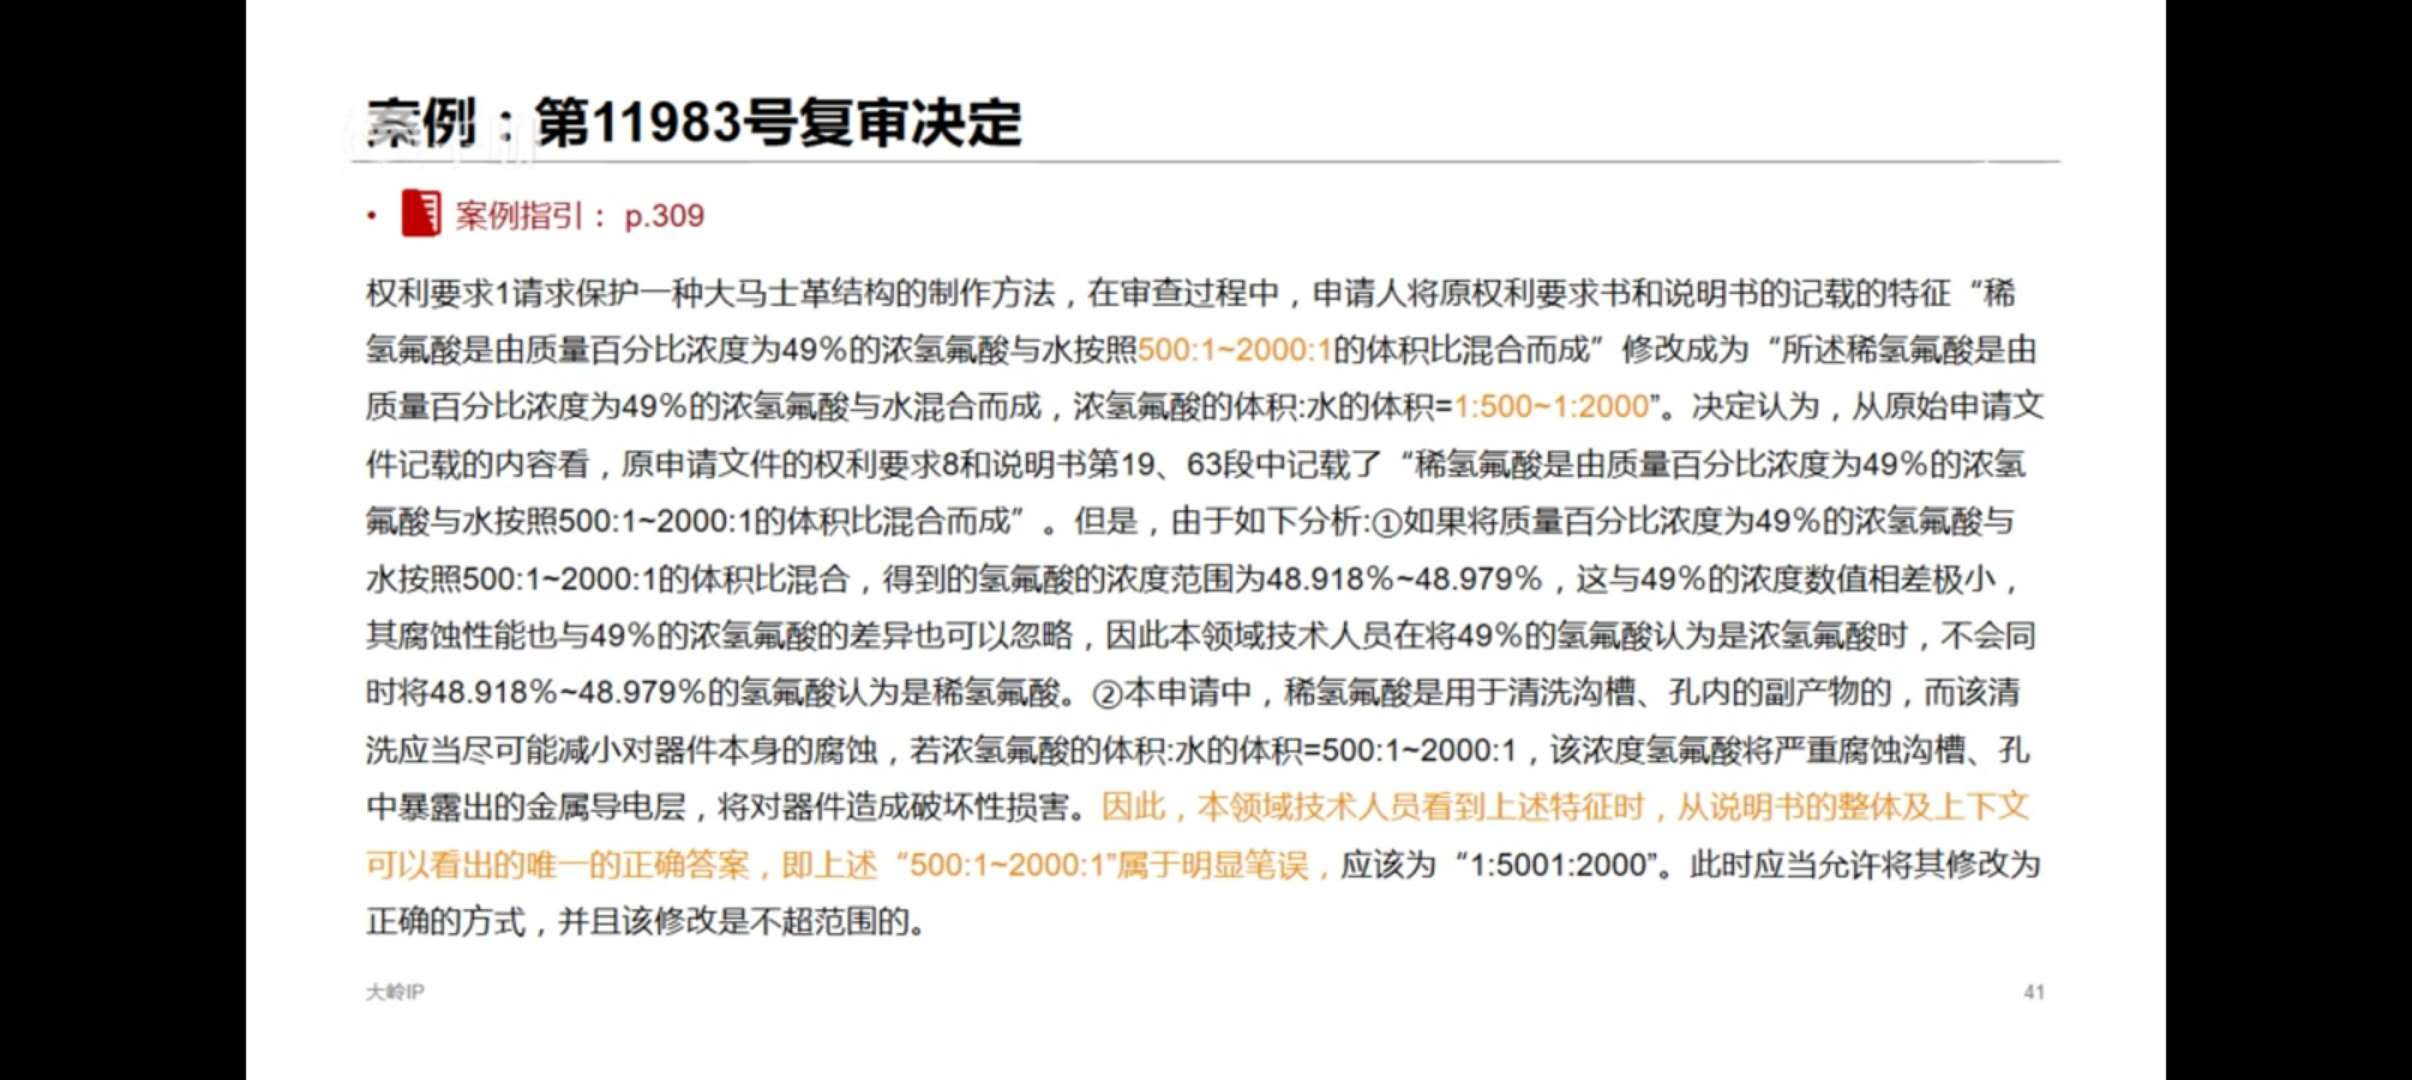 案例：第11983号复审决定
• 案例指引： p.309
权利要求1请求保护一种大马士革结构的制作方法，在审查过程中，申请人将原权利要求书和说明书的记载的特征“稀
氢氟酸是由质量百分比浓度为49%的浓氢氟酸与水按照500:1~2000:1的体积比混合而成”修改成为“所述稀氢氟酸是由
质量百分比浓度为49%的浓氢氟酸与水混合而成，浓氢氟酸的体积:水的体积=1:500~1:2000”。决定认为，从原始申请文
件记载的内容看，原申请文件的权利要求8和说明书第19、63段中记载了“稀氢氟酸是由质量百分比浓度为49%的浓氢
氟酸与水按照500:1~2000:1的体积比混合而成”。但是，由于如下分析:①如果将质量百分比浓度为49%的浓氢氟酸与
水按照500:1~2000:1的体积比混合，得到的氢氟酸的浓度范围为48.918%~48.979%，这与49%的浓度数值相差极小，
其腐蚀性能也与49%的浓氢氟酸的差异也可以忽略，因此本领域技术人员在将49%的氢氟酸认为是浓氢氟酸时，不会同
时将48.918%~48.979%的氢氟酸认为是稀氢氟酸。②本申请中，稀氢氟酸是用于清洗沟槽、孔内的副产物的，而该清
洗应当尽可能减小对器件本身的腐蚀，若浓氢氟酸的体积:水的体积=500:1~2000:1，该浓度氢氟酸将严重腐蚀沟槽、孔
中暴露出的金属导电层，将对器件造成破坏性损害。因此，本领域技术人员看到上述特征时，从说明书的整体及上下文
可以看出的唯一的正确答案，即上述“500:1~2000:1”属于明显笔误，应该为“1:5001:2000”。此时应当允许将其修改为
正确的方式，并且该修改是不超范围的。
大岭IP
41